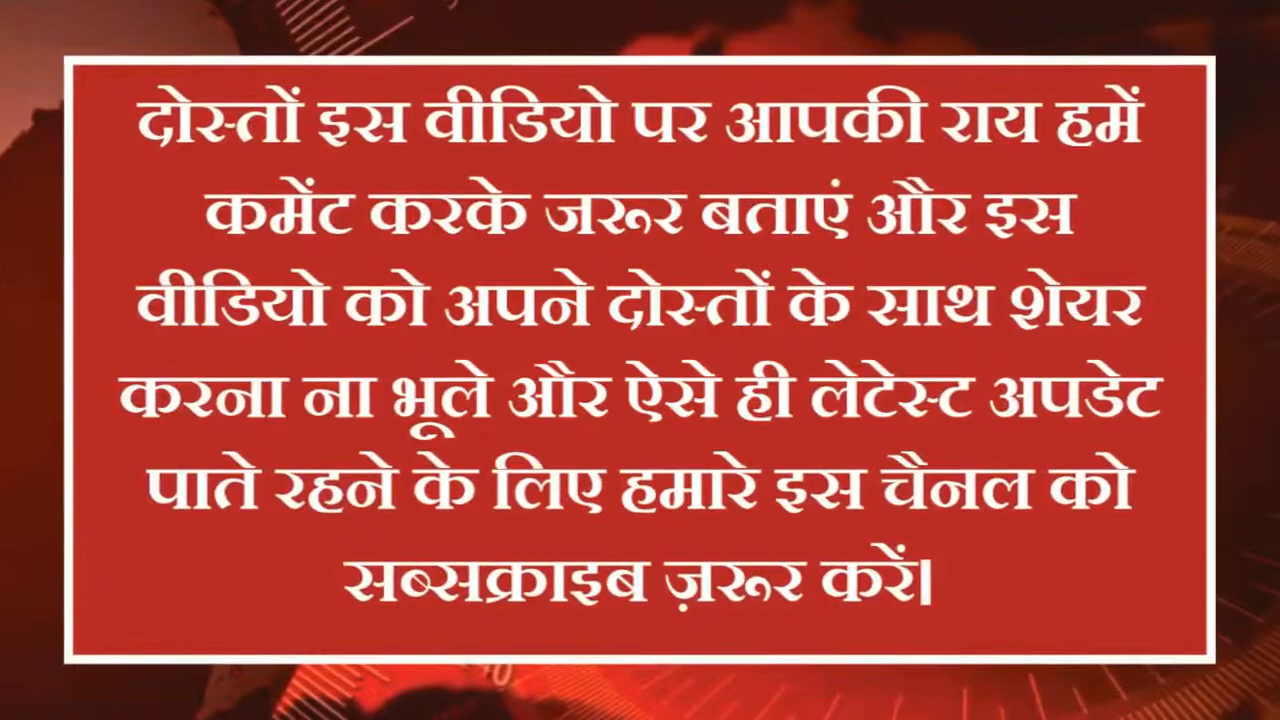 दोस्तों इस वीडियो पर आपकी राय हमें
कमेंट करके जरूर बताएं और इस
वीडियो को अपने दोस्तों के साथ शेयर
करना ना भूले और ऐसे ही लेटेस्ट अपडेट
पाते रहने के लिए हमारे इस चैनल को
सब्सक्राइब ज़रूर करें।